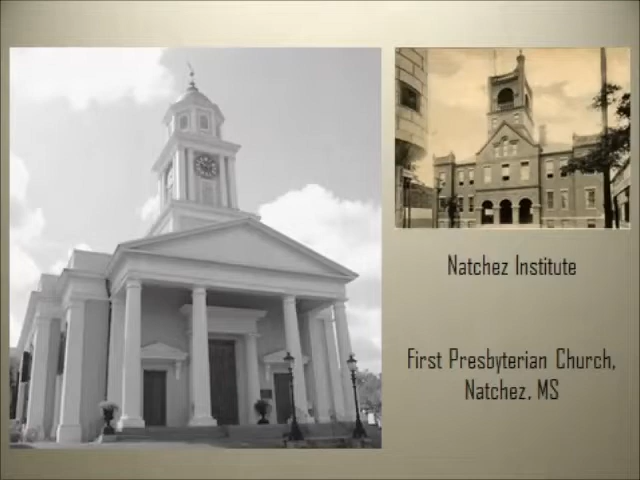 Natchez Institute
First Presbyterian Church,
Natchez, MS